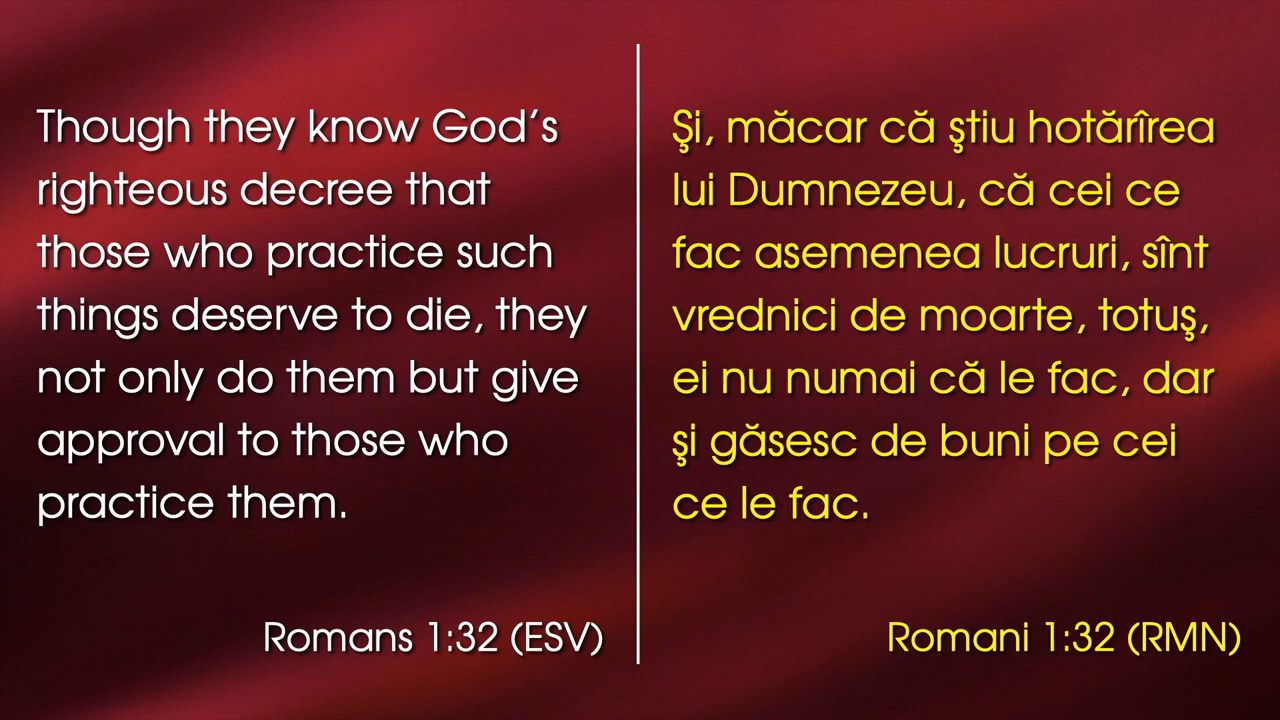 Though they know God’s
righteous decree that
those who practice such
things deserve to die, they
not only do them but give
approval to those who
practice them.
Romans 1:32 (ESV)
Şi, măcar că ştiu hotărîrea
lui Dumnezeu, că cei ce
fac asemenea lucruri, sînt
vrednici de moarte, totuş,
ei nu numai că le fac, dar
şi găsesc de buni pe cei
ce le fac.
Romani 1:32 (RMN)